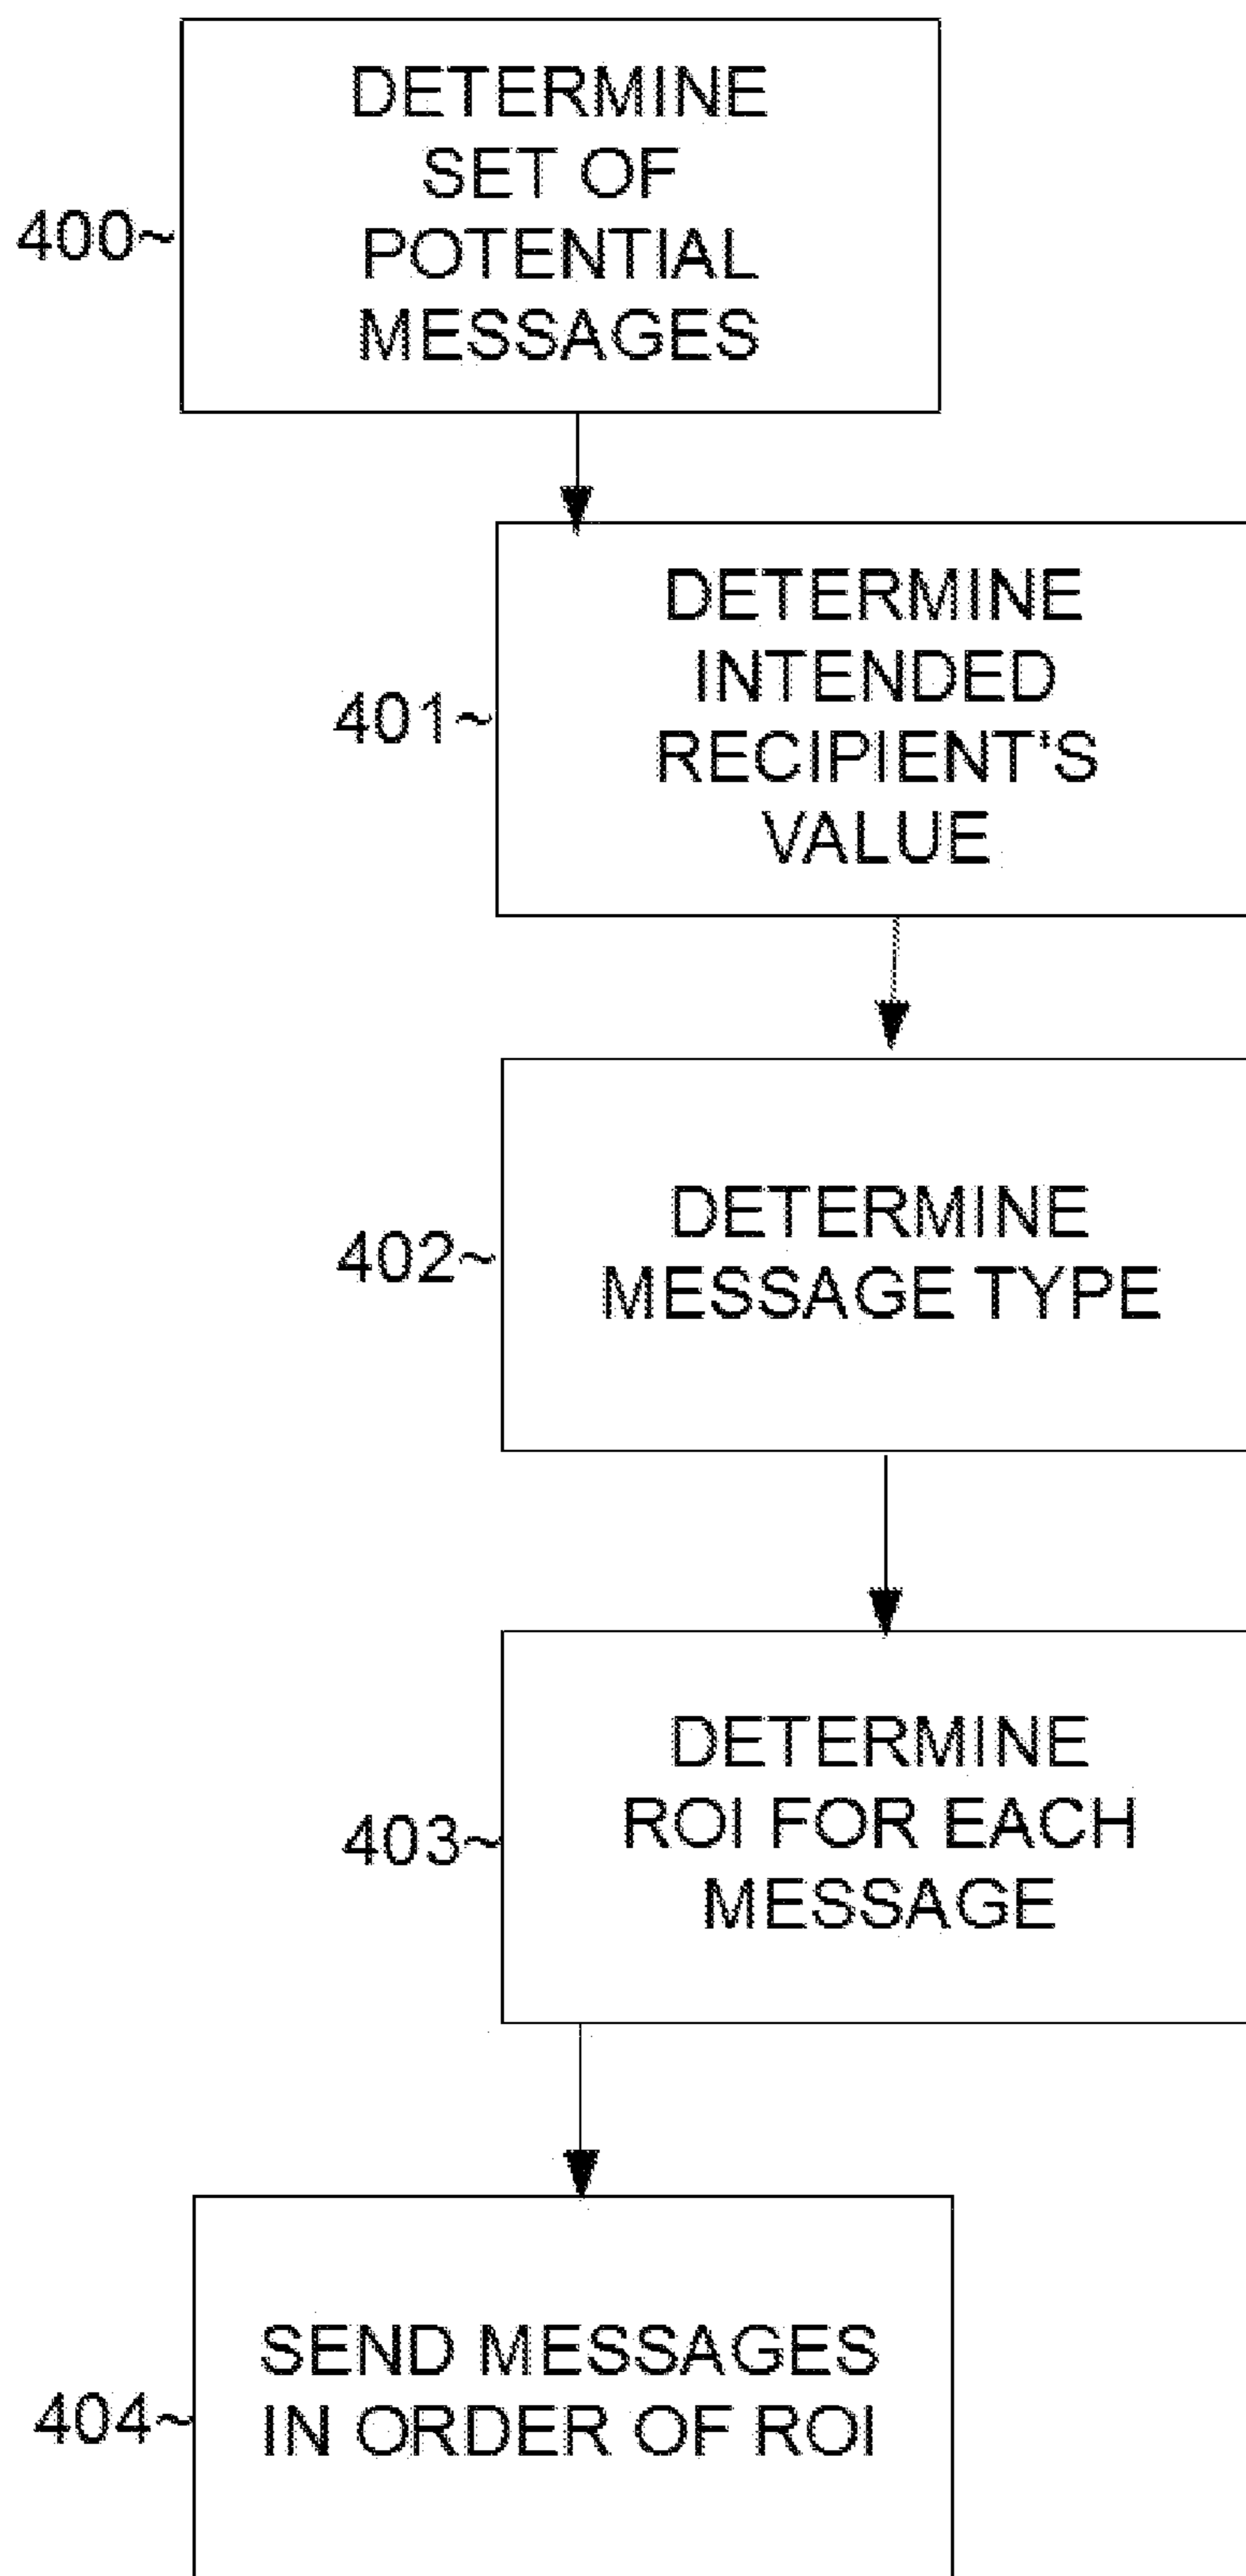 DETERMINE
SET OF
POTENTIAL
MESSAGES
400~
DETERMINE
INTENDED
RECIPIENT'S
VALUE
401~
DETERMINE
MESSAGE TYPE
402~
DETERMINE
ROI FOR EACH
MESSAGE
403~
SEND MESSAGES
IN ORDER OF ROI
404~